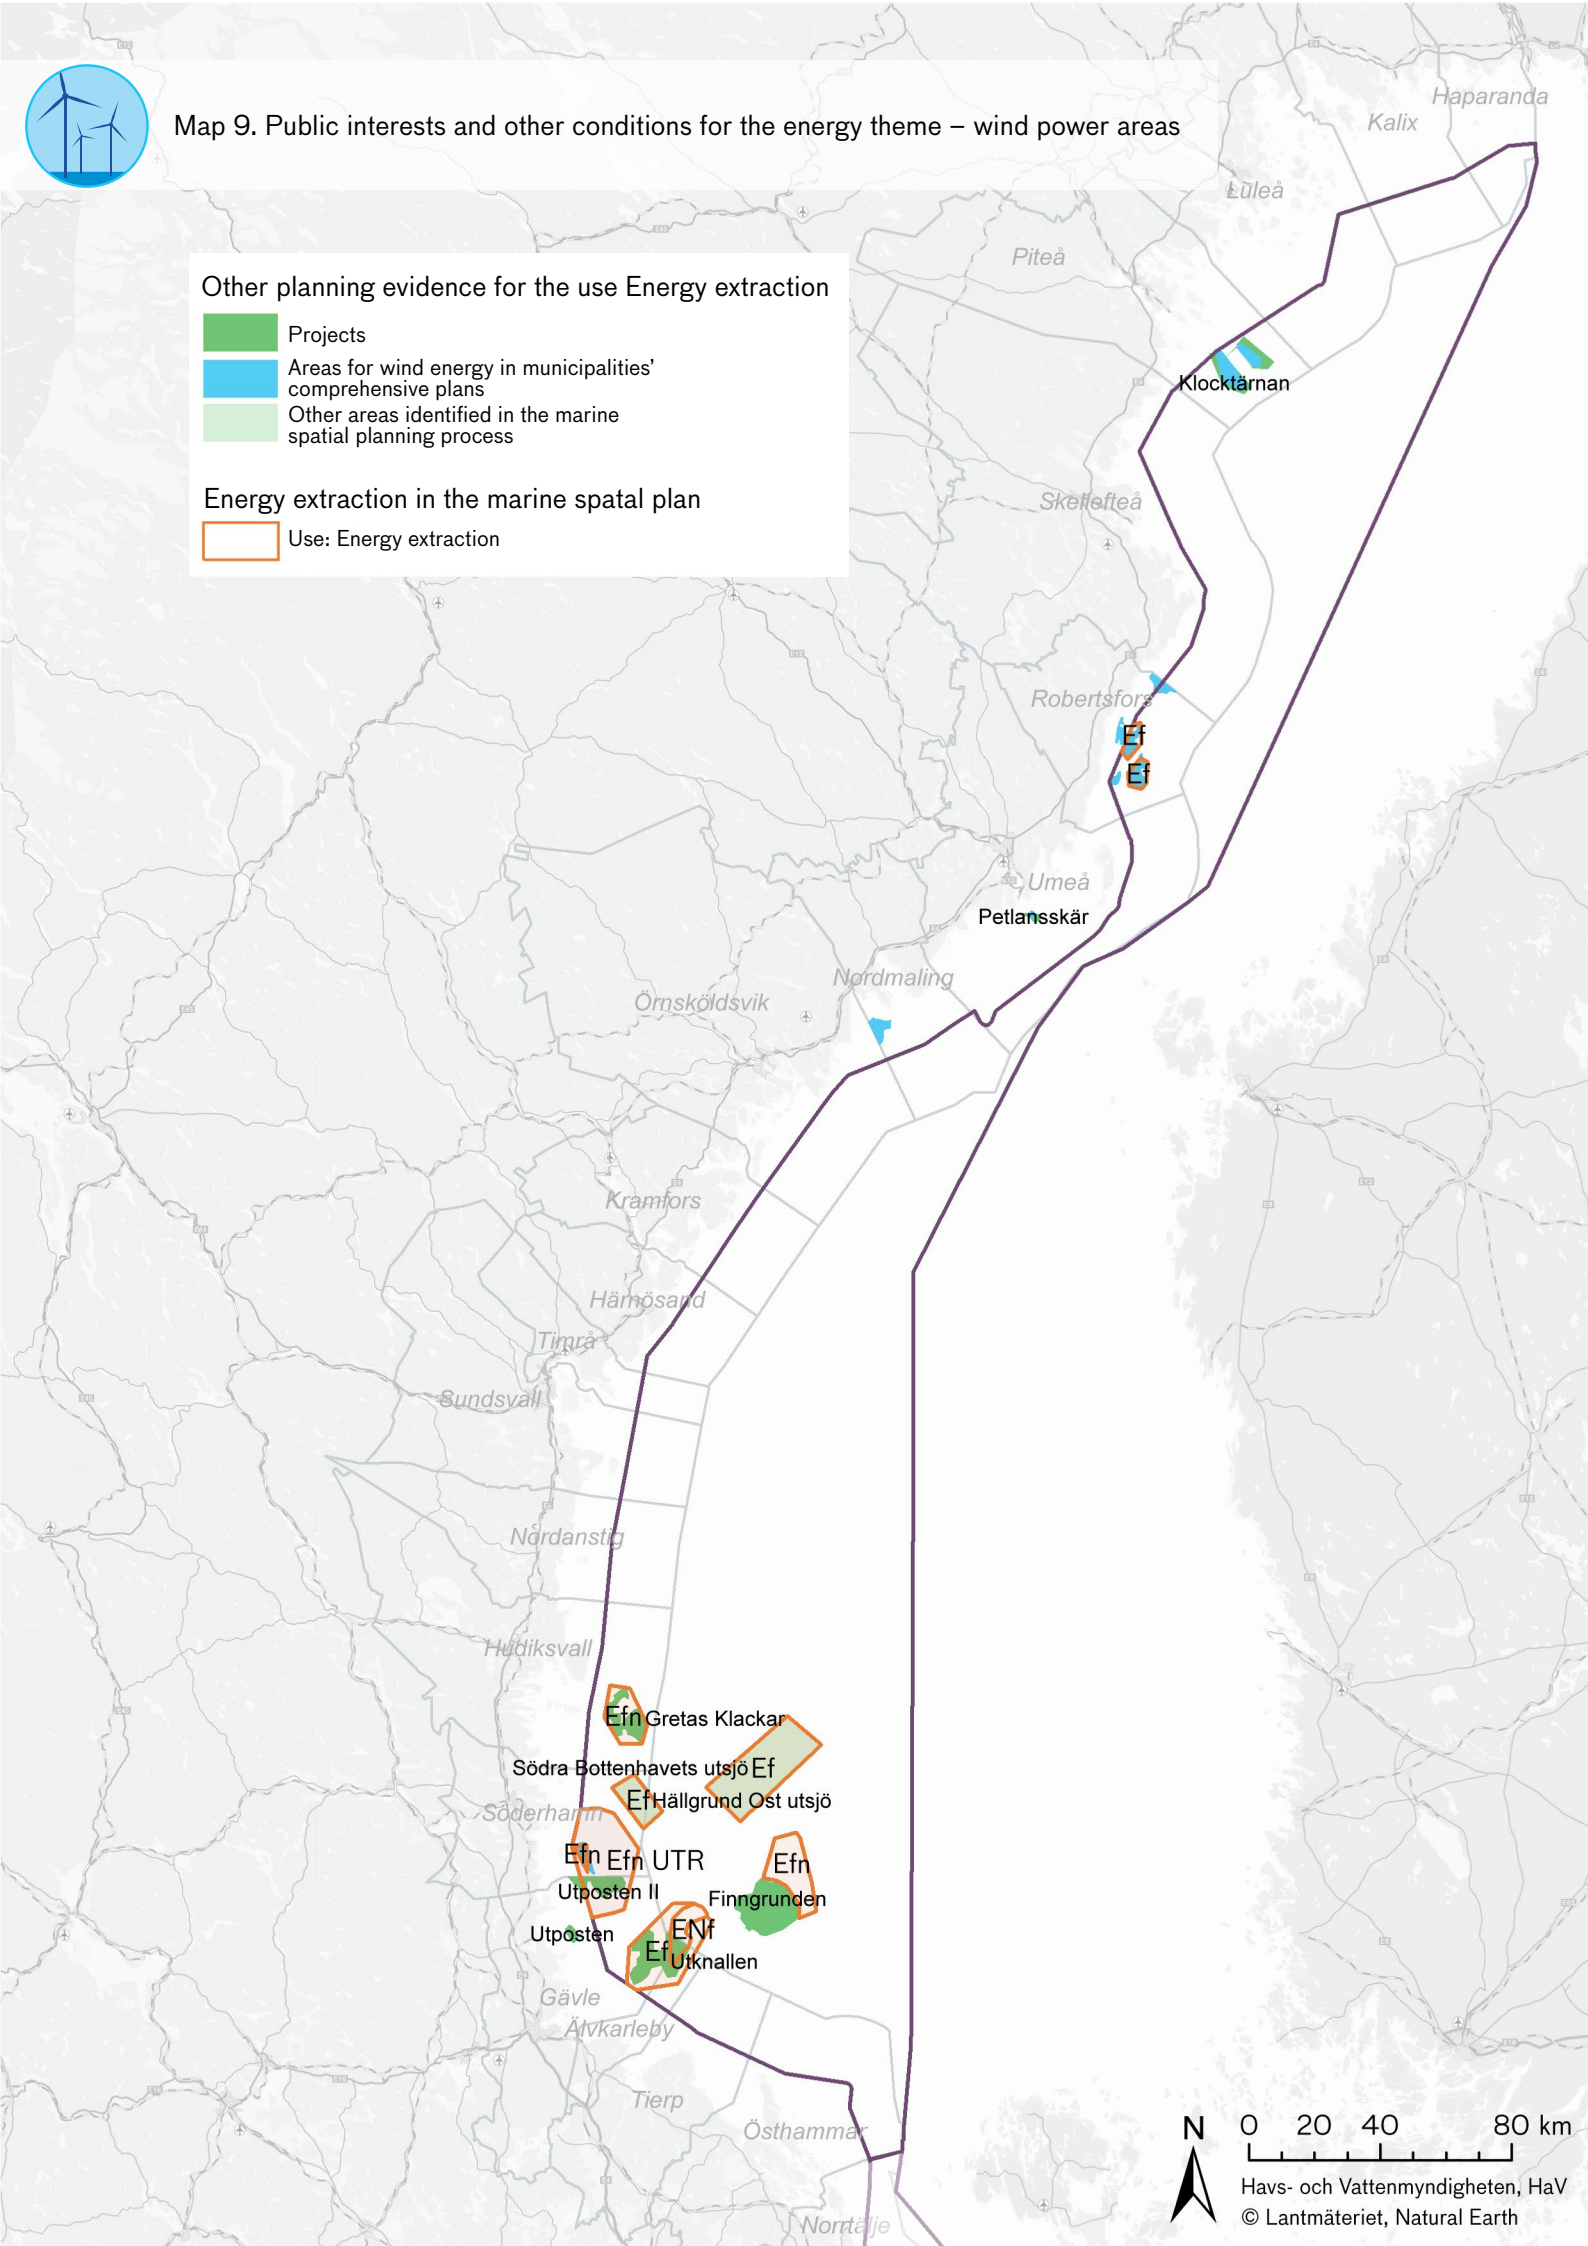 Map 9. Public interests and other conditions for the energy theme – wind power areas
Haparanda
Kalix
Luleå
Piteå
Other planning evidence for the use Energy extraction
Projects
Areas for wind energy in municipalities’
comprehensive plans
Other areas identified in the marine
spatial planning process
Energy extraction in the marine spatal plan
Use: Energy extraction
Klocktärnan
Skellefteå
Robertsfors
Ef
Ef
Umeå
Petlansskär
Nordmaling
Örnsköldsvik
Kramfors
Härnösand
Timrå
Sundsvall
Nordanstig
Hudiksvall
Efn Gretas Klackar
Södra Bottenhavets utsjö Ef
Ef Hällgrund Ost utsjö
Söderhamn
Efn Efn UTR
Efn
Utposten II
Finngrunden
Utposten
ENf
Ef
Utknallen
Gävle
Älvkarleby
Tierp
Östhammar
Norrtälje
N
0 20 40 80 km
Havs- och Vattenmyndigheten, HaV
© Lantmäteriet, Natural Earth